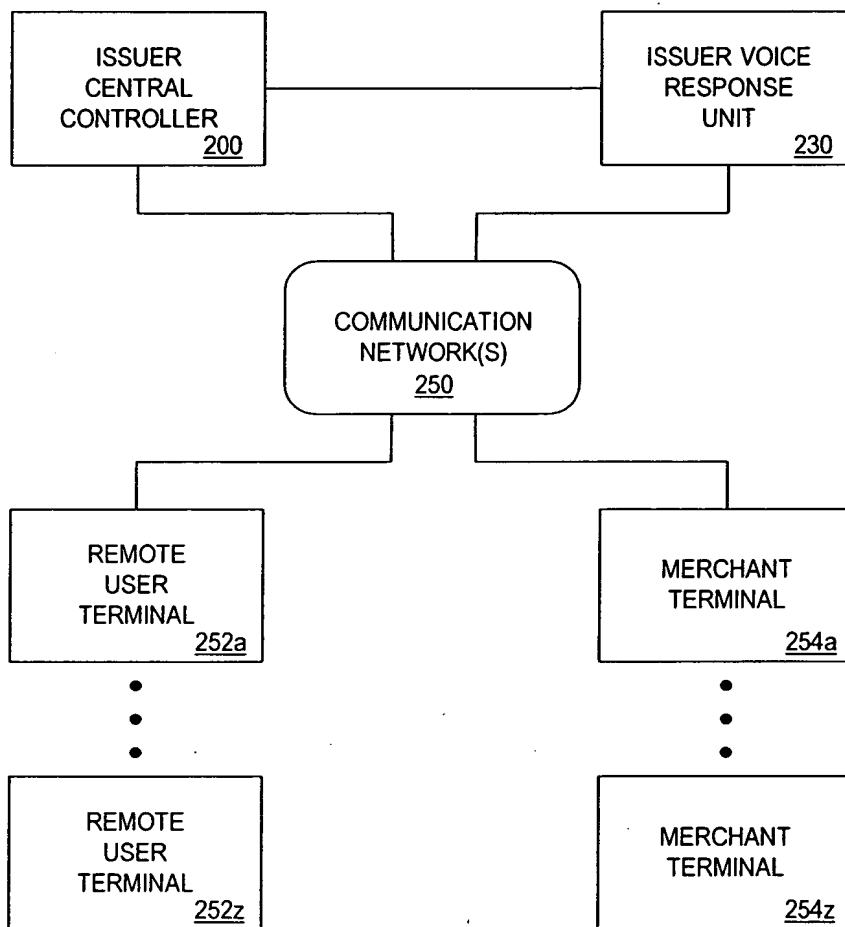 ISSUER
CENTRAL
CONTROLLER
200
ISSUER VOICE
RESPONSE
UNIT
230
COMMUNICATION
NETWORK(S)
250
REMOTE
USER
TERMINAL
252a
MERCHANT
TERMINAL
254a
REMOTE
USER
TERMINAL
252z
MERCHANT
TERMINAL
254z